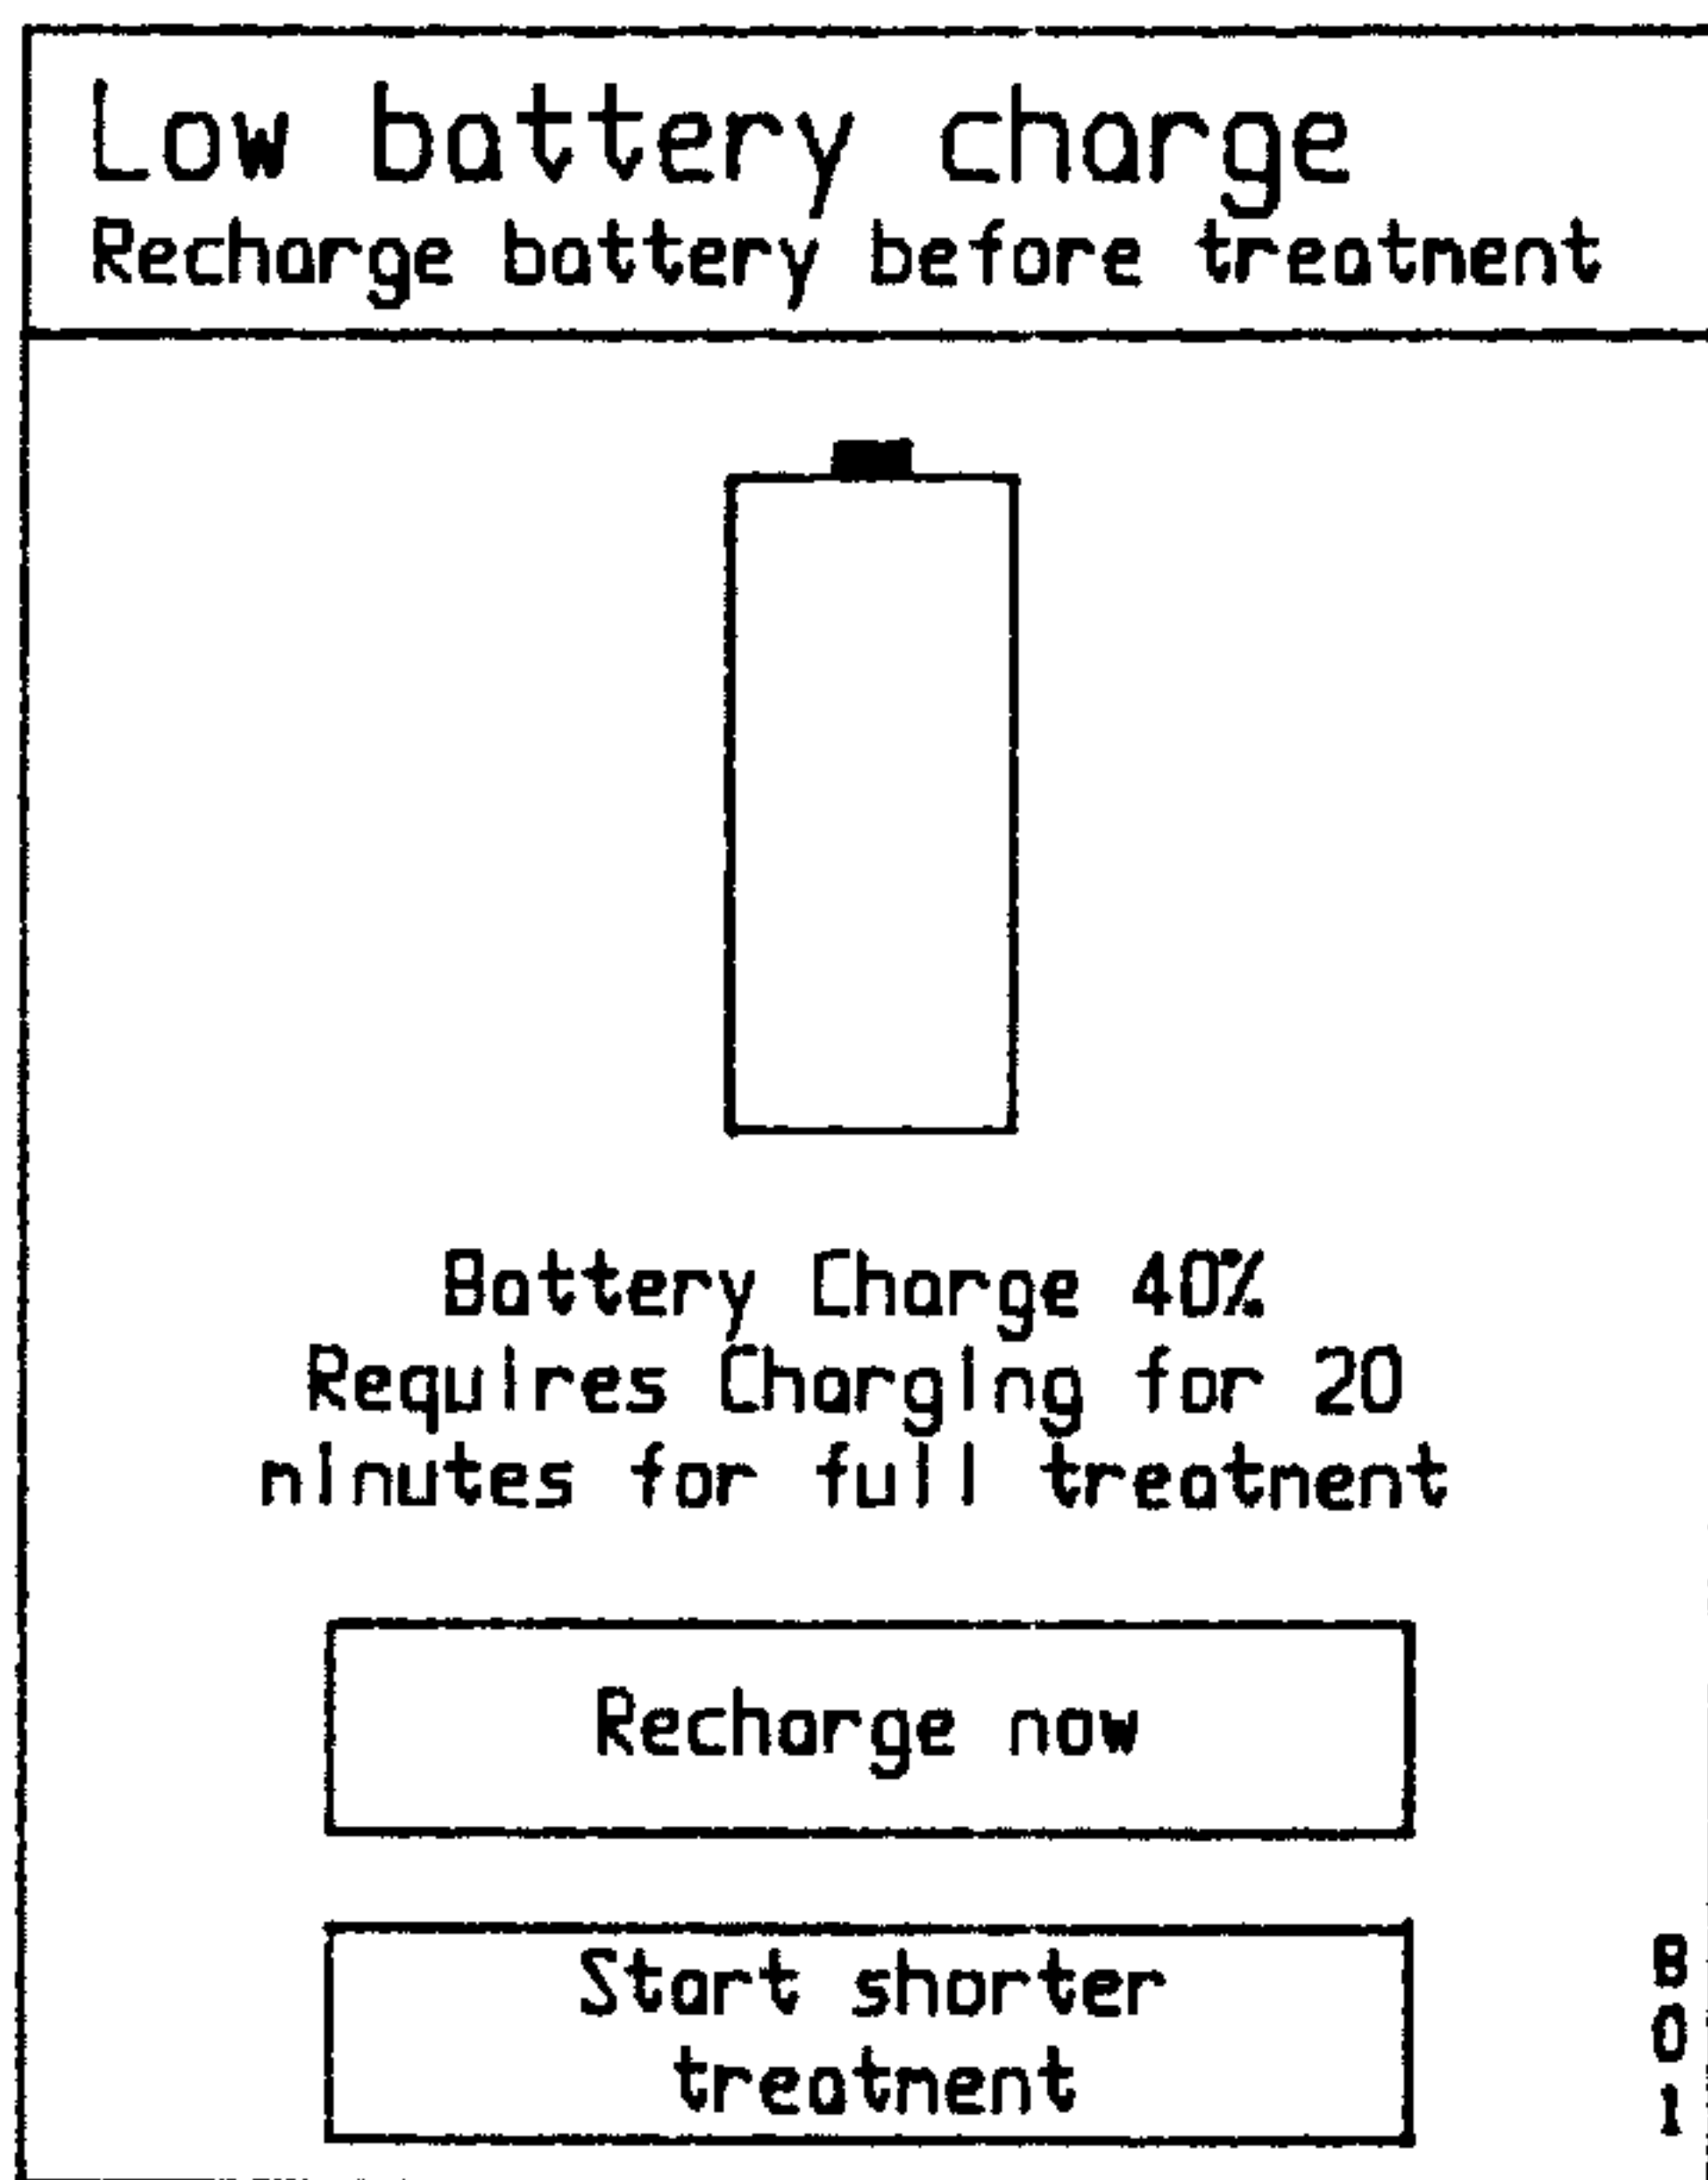 Low battery charge
Recharge battery before treatment
Battery Charge 40%
Requires Charging for 20
minutes for full treatment
Recharge now
Start shorter
treatment
B
0
1